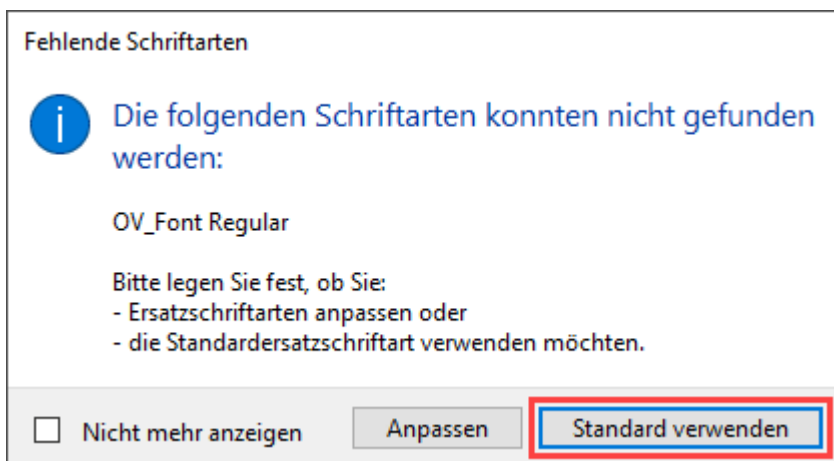 Fehlende Schriftarten
Die folgenden Schriftarten konnten nicht gefunden
werden:
OV_Font Regular
Bitte legen Sie fest, ob Sie:
- Ersatzschriftarten anpassen oder
- die Standardersatzschriftart verwenden möchten.
Nicht mehr anzeigen
Anpassen
Standard verwenden